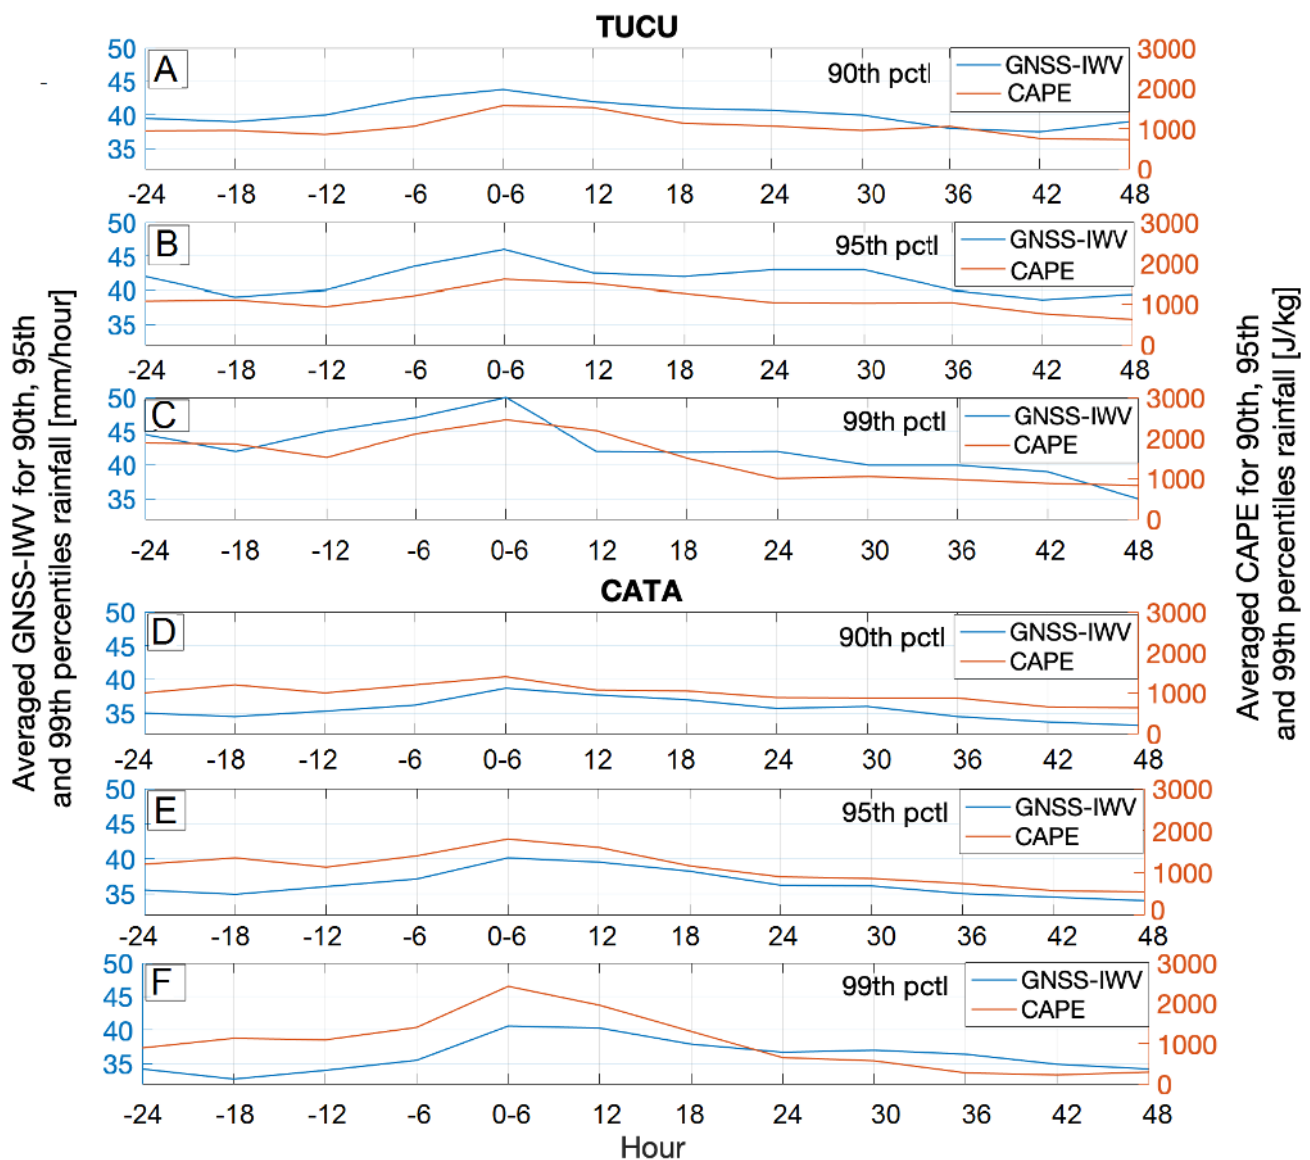 TUCU
A
90th pctl
GNSS-IWV
CAPE
50
45
40
35
3000
2000
1000
0
-24 -18 -12 -6 0-6 12 18 24 30 36 42 48
B
95th pctl
GNSS-IWV
CAPE
50
45
40
35
3000
2000
1000
0
-24 -18 -12 -6 0-6 12 18 24 30 36 42 48
C
99th pctl
GNSS-IWV
CAPE
50
45
40
35
3000
2000
1000
0
-24 -18 -12 -6 0-6 12 18 24 30 36 42 48
CATA
D
90th pctl
GNSS-IWV
CAPE
50
45
40
35
3000
2000
1000
0
-24 -18 -12 -6 0-6 12 18 24 30 36 42 48
E
95th pctl
GNSS-IWV
CAPE
50
45
40
35
3000
2000
1000
0
-24 -18 -12 -6 0-6 12 18 24 30 36 42 48
F
99th pctl
GNSS-IWV
CAPE
50
45
40
35
3000
2000
1000
0
-24 -18 -12 -6 0-6 12 18 24 30 36 42 48
Hour
Averaged GNSS-IWV for 90th, 95th
and 99th percentiles rainfall [mm/hour]
Averaged CAPE for 90th, 95th
and 99th percentiles rainfall [J/kg]